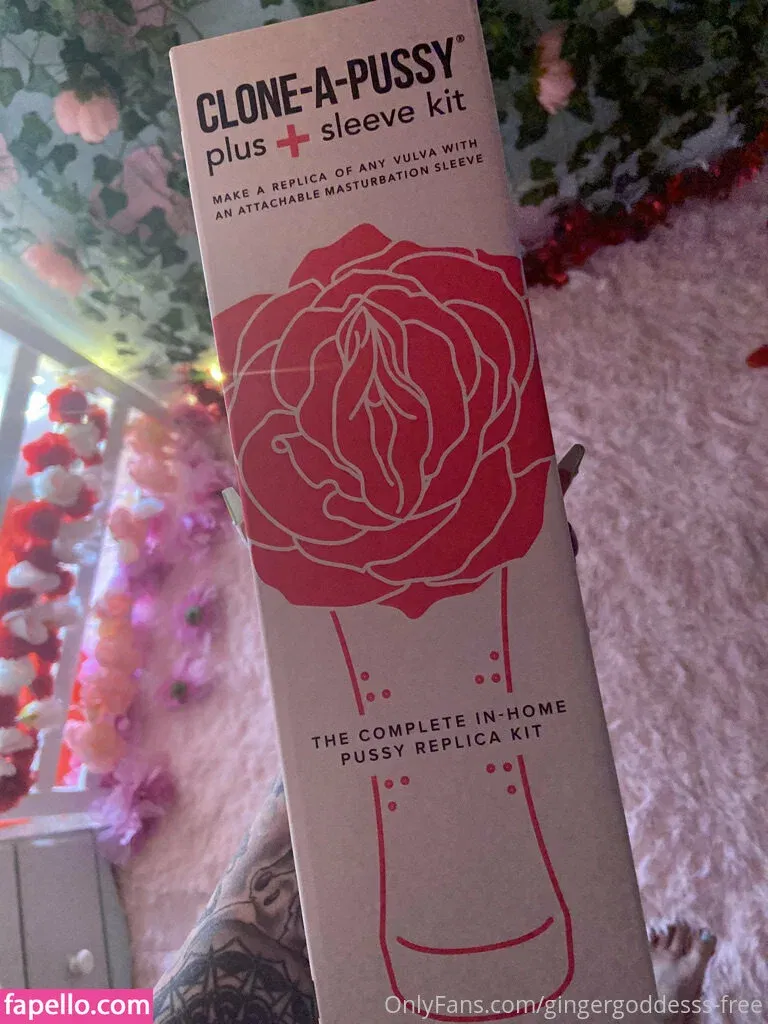 CLONE-A-PUSSY®
plus + sleeve kit
MAKE A REPLICA OF ANY VULVA WITH
AN ATTACHABLE MASTURBATION SLEEVE
THE COMPLETE IN-HOME
PUSSY REPLICA KIT
fapello.com
OnlyFans.com/gingergoddesss-free